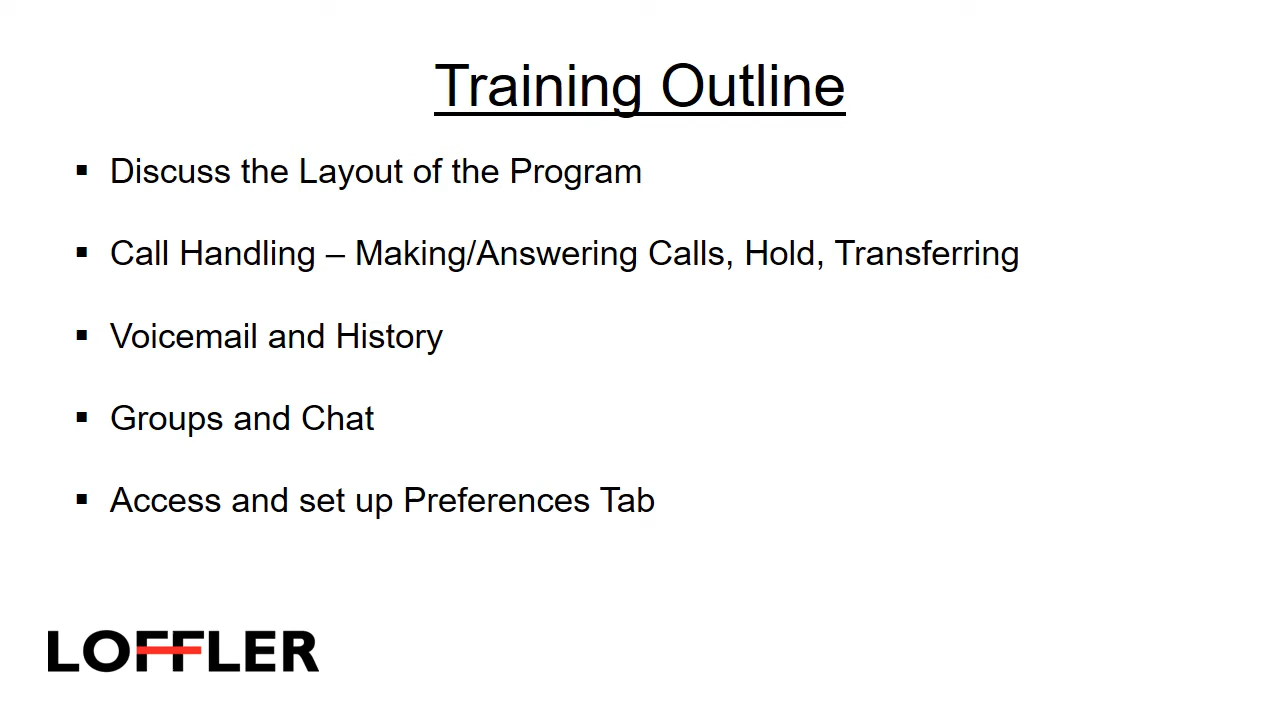 Training Outline
▪ Discuss the Layout of the Program
▪ Call Handling – Making/Answering Calls, Hold, Transferring
▪ Voicemail and History
▪ Groups and Chat
▪ Access and set up Preferences Tab
LOFFLER